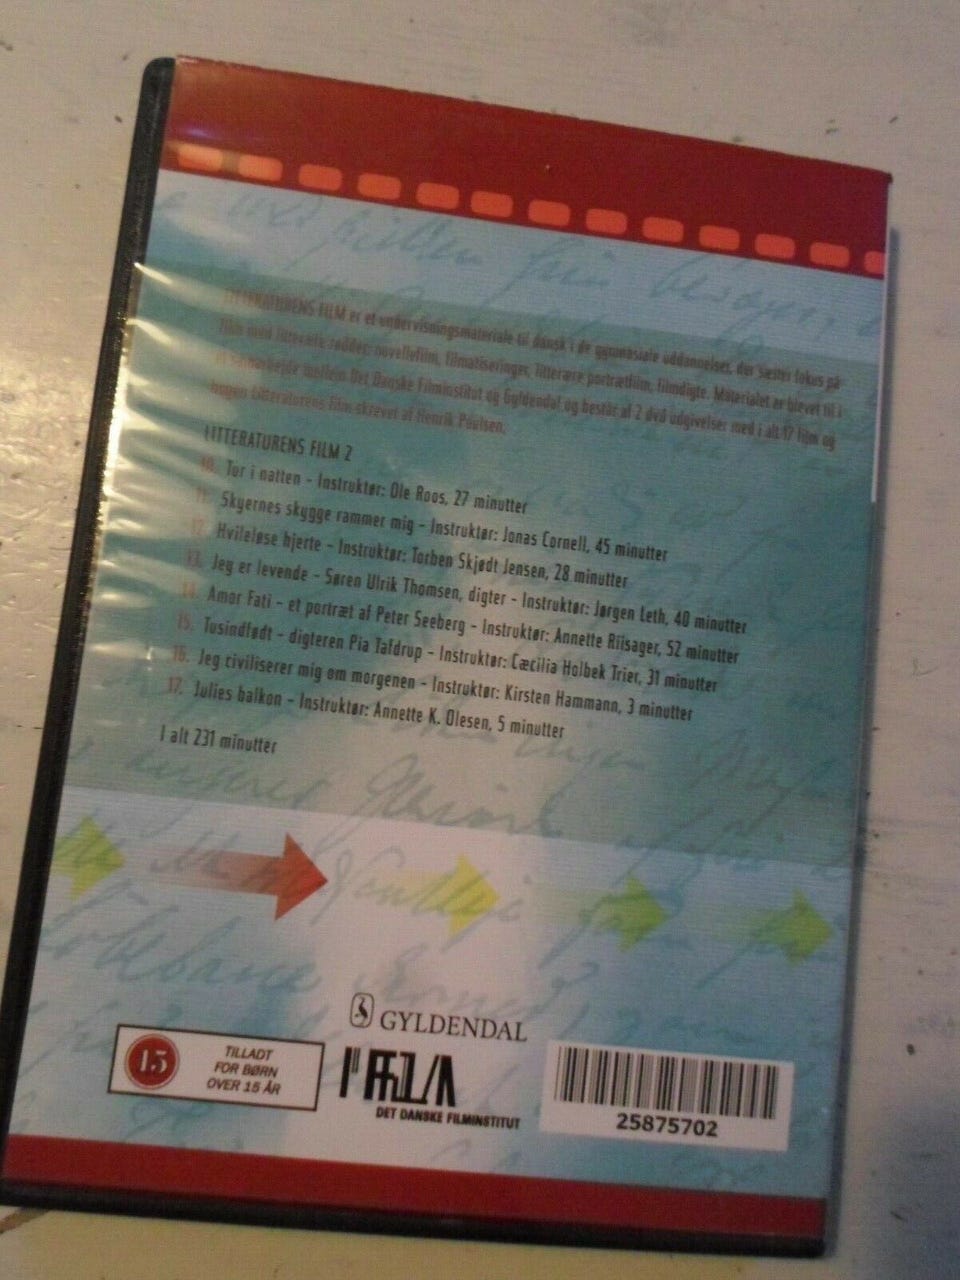 LITTERATURENS FILM er et undervisningsmateriale til dansk i de gymnasiale uddannelser, der sætter fokus på
film med litterære rødder: novellefilm, filmatiseringer, litterære portrætfilm, filmdigte. Materialet er blevet til i
et samarbejde mellem Det Danske Filminstitut og Gyldendal og består af 2 dvd udgivelser med i alt 17 film og
bogen Litteraturens Film skrevet af Henrik Poulsen.
LITTERATURENS FILM 2
10. Tur i natten - Instruktør: Ole Roos, 27 minutter
11. Skyernes skygge rammer mig - Instruktør: Jonas Cornell, 45 minutter
12. Hvileløse hjerte - Instruktør: Torben Skjødt Jensen, 28 minutter
13. Jeg er levende - Søren Ulrik Thomsen, digter - Instruktør: Jørgen Leth, 40 minutter
14. Amor Fati - et portræt af Peter Seeberg - Instruktør: Annette Riisager, 52 minutter
15. Tusindfødt - digteren Pia Tafdrup - Instruktør: Cæcilia Holbek Trier, 31 minutter
16. Jeg civiliserer mig om morgenen - Instruktør: Kirsten Hammann, 3 minutter
17. Julies balkon - Instruktør: Annette K. Olesen, 5 minutter
I alt 231 minutter
GYLDENDAL
DET DANSKE FILMINSTITUT
15
TILLADT
FOR BØRN
OVER 15 ÅR
25875702